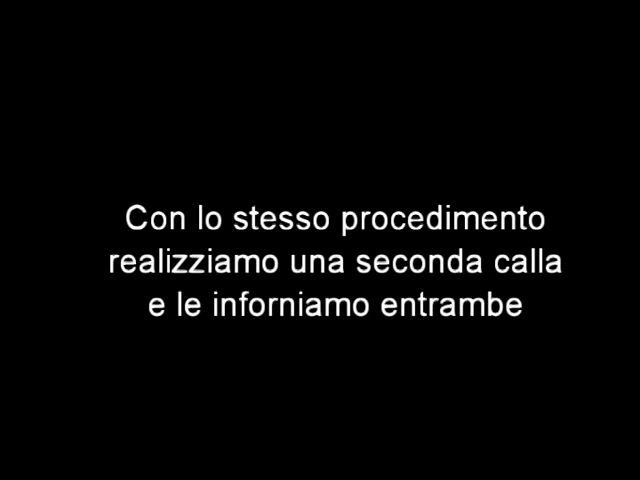 Con lo stesso procedimento
realizziamo una seconda calla
e le inforniamo entrambe